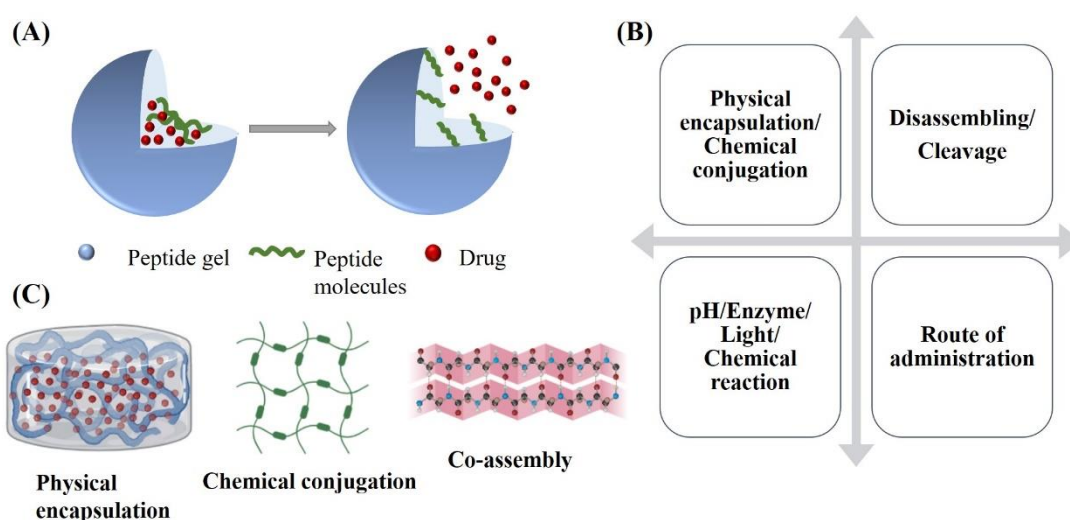 (A)
Peptide gel
Peptide
molecules
Drug
(B)
Physical
encapsulation/
Chemical
conjugation
Disassembling/
Cleavage
pH/Enzyme/
Light/
Chemical
reaction
Route of
administration
(C)
Physical
encapsulation
Chemical conjugation
Co-assembly